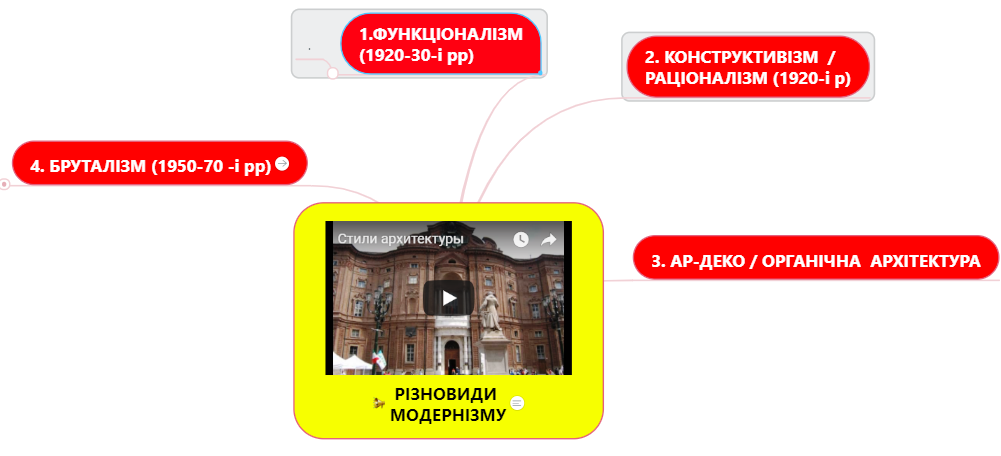 1.ФУНКЦІОНАЛІЗМ
(1920-30-і рр)
2. КОНСТРУКТИВІЗМ /
РАЦІОНАЛІЗМ (1920-і р)
4. БРУТАЛІЗМ (1950-70 -і рр)
Стили архитектуры
3. АР-ДЕКО / ОРГАНІЧНА АРХІТЕКТУРА
РІЗНОВИДИ
МОДЕРНІЗМУ